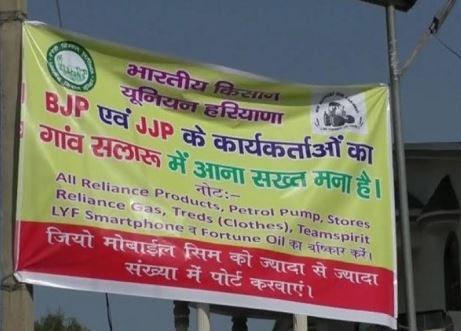 भारतीय किसान
यूनियन हरियाणा
BJP एवं JJP के कार्यकर्ताओं का
गांव सलारू में आना सख्त मना है।
नोट:-
All Reliance Products, Petrol Pump, Stores
Reliance Gas, Treds (Clothes), Teamspirit
LYF Smartphone व Fortune Oil का बहिष्कार करें।
जियो मोबाईल सिम को ज्यादा से ज्यादा
संख्या में पोर्ट करवाएं।